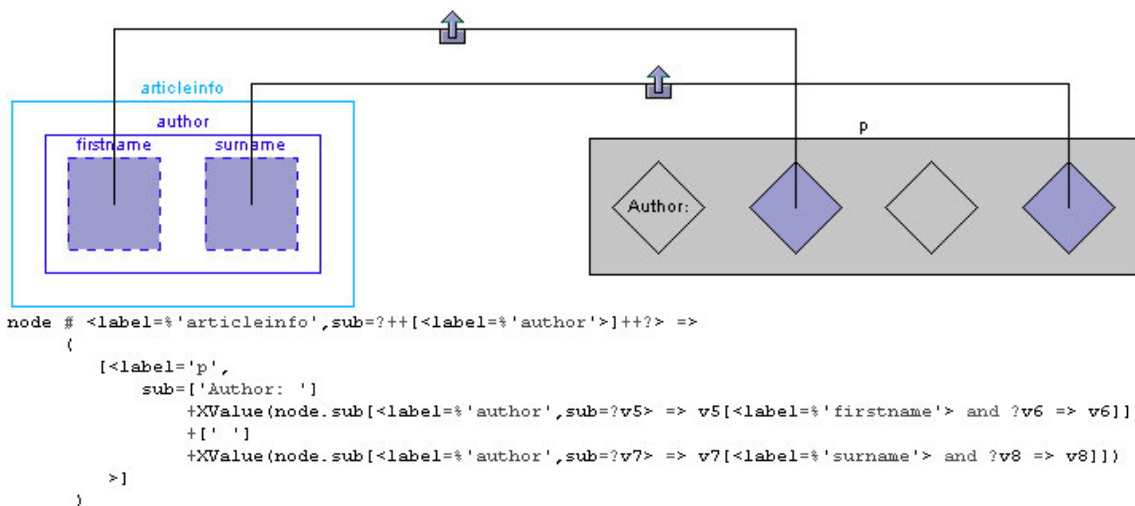 articleinfo
author
firstname surname
p
Author:
node # <label=%'articleinfo',sub=?++[<label=%'author'>]++?> =>
(
[<label='p',
sub=['Author: ']
+XValue(node.sub[<label=%'author',sub=?v5> => v5[<label=%'firstname'> and ?v6 => v6]]
+[' ']
+XValue(node.sub[<label=%'author',sub=?v7> => v7[<label=%'surname'> and ?v8 => v8]])
>]
)